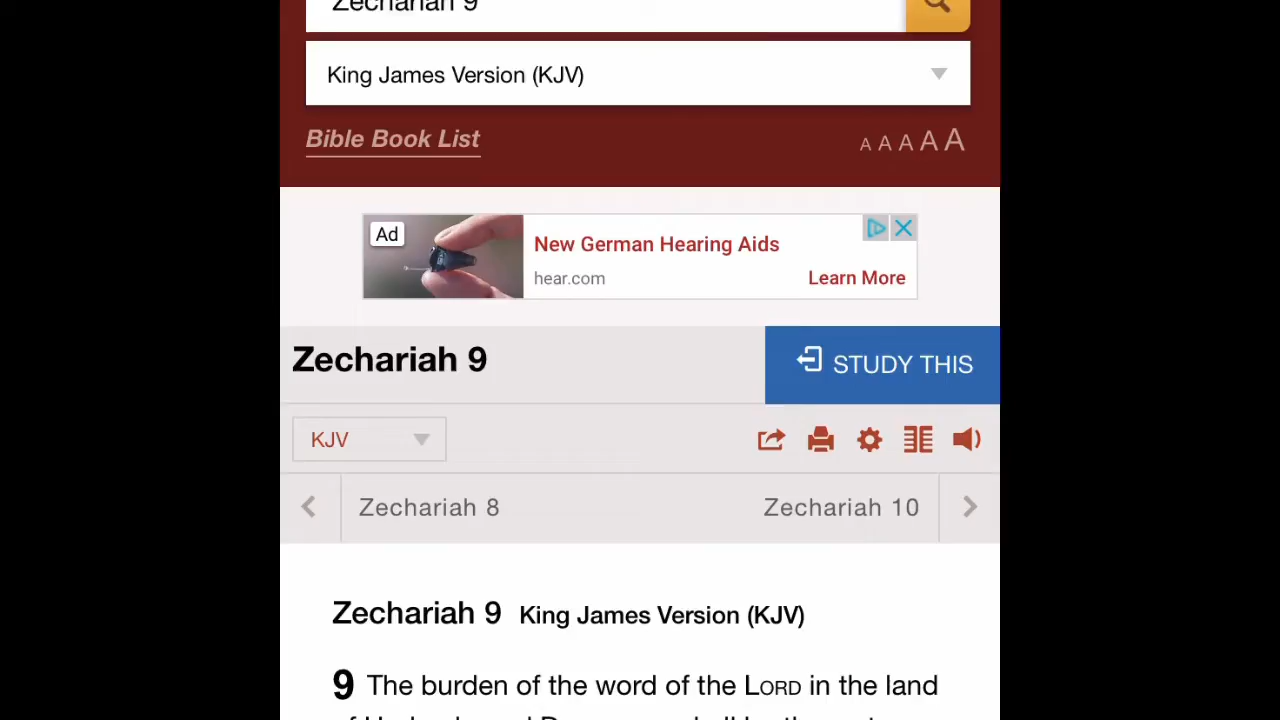 Zechariah 9
King James Version (KJV)
Bible Book List
A A A A A
Ad
New German Hearing Aids
hear.com
Learn More
Zechariah 9
STUDY THIS
KJV
Zechariah 8
Zechariah 10
Zechariah 9 King James Version (KJV)
9 The burden of the word of the LORD in the land